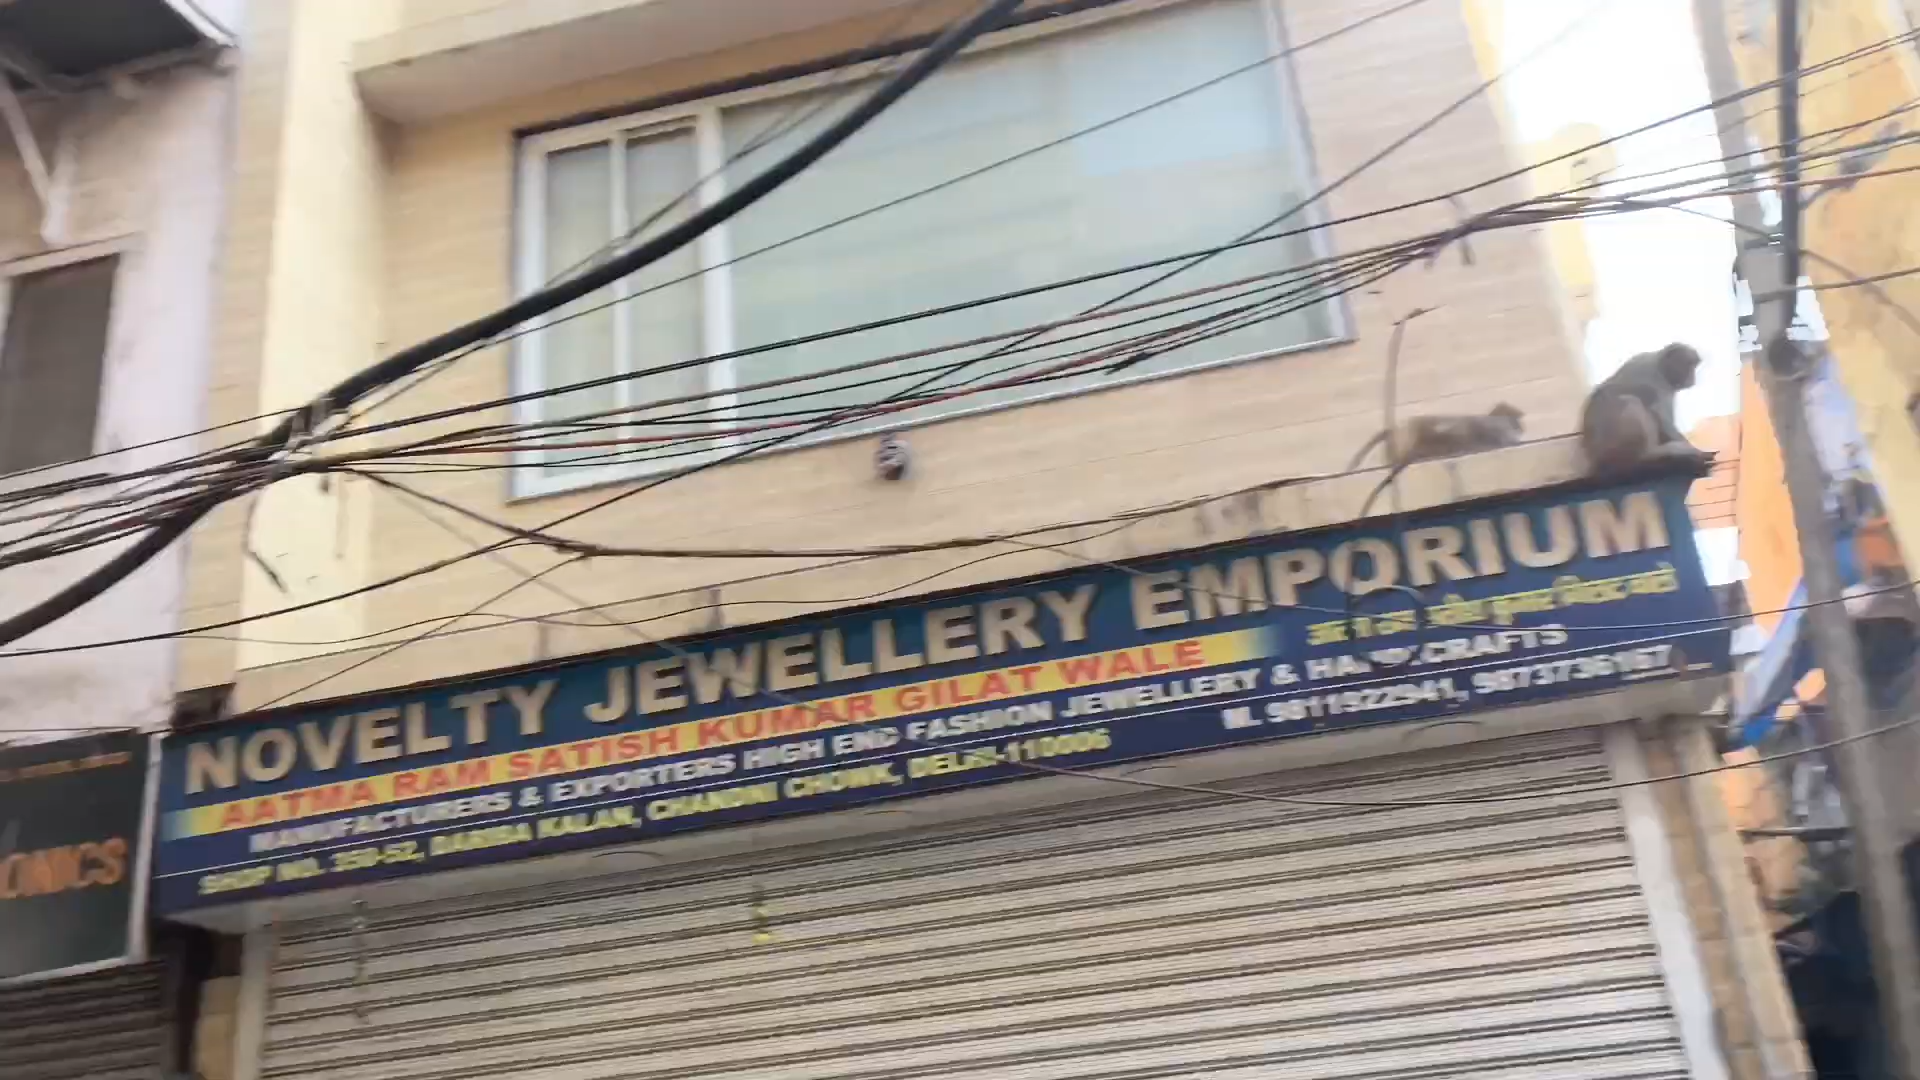 NOVELTY JEWELLERY EMPORIUM
AATMA RAM SATISH KUMAR GILAT WALE
MANUFACTURERS & EXPORTERS HIGH END FASHION JEWELLERY & HANDICRAFTS
SHOP NO. 350-52, DARIBA KALAN, CHANDNI CHOWK, DELHI-110006
M. 9811922941, 9873736167
ONICS